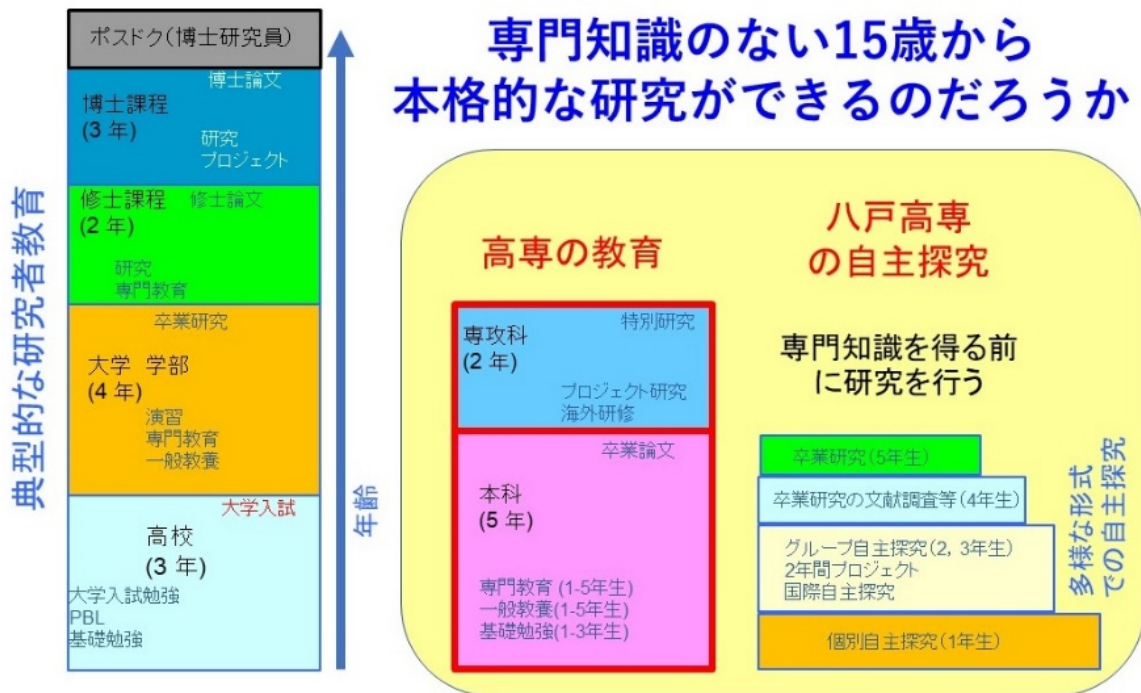 専門知識のない15歳から
本格的な研究ができるのだろうか
典型的な研究者教育
ポスドク(博士研究員)
博士論文
博士課程
(3 年)
研究
プロジェクト
修士課程
修士論文
(2 年)
研究
専門教育
卒業研究
大学 学部
(4 年)
演習
専門教育
一般教養
大学入試
高校
(3 年)
大学入試勉強
PBL
基礎勉強
年齢
高専の教育
特別研究
専攻科
(2 年)
プロジェクト研究
海外研修
卒業論文
本科
(5 年)
専門教育 (1-5年生)
一般教養(1-5年生)
基礎勉強(1-3年生)
八戸高専
の自主探究
専門知識を得る前
に研究を行う
卒業研究(5年生)
卒業研究の文献調査等(4年生)
グループ自主探究(2, 3年生)
2年間プロジェクト
国際自主探究
個別自主探究(1年生)
多様な形式
での自主探究